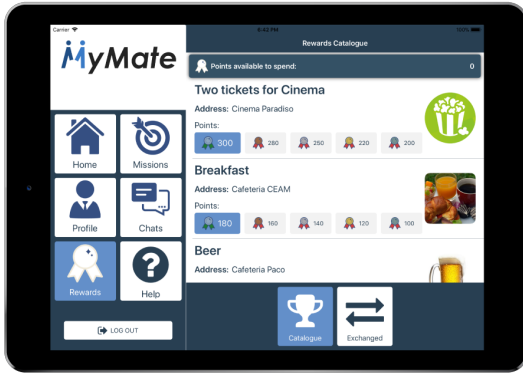 Carrier
8:42 PM
100%
MyMate
Rewards Catalogue
Points available to spend:
0
Home
Missions
Profile
Chats
Rewards
Help
LOG OUT
Two tickets for Cinema
Address: Cinema Paradiso
Points:
300 280 250 220 200
Breakfast
Address: Cafeteria CEAM
Points:
180 160 140 120 100
Beer
Address: Cafeteria Paco
Catalogue
Exchanged